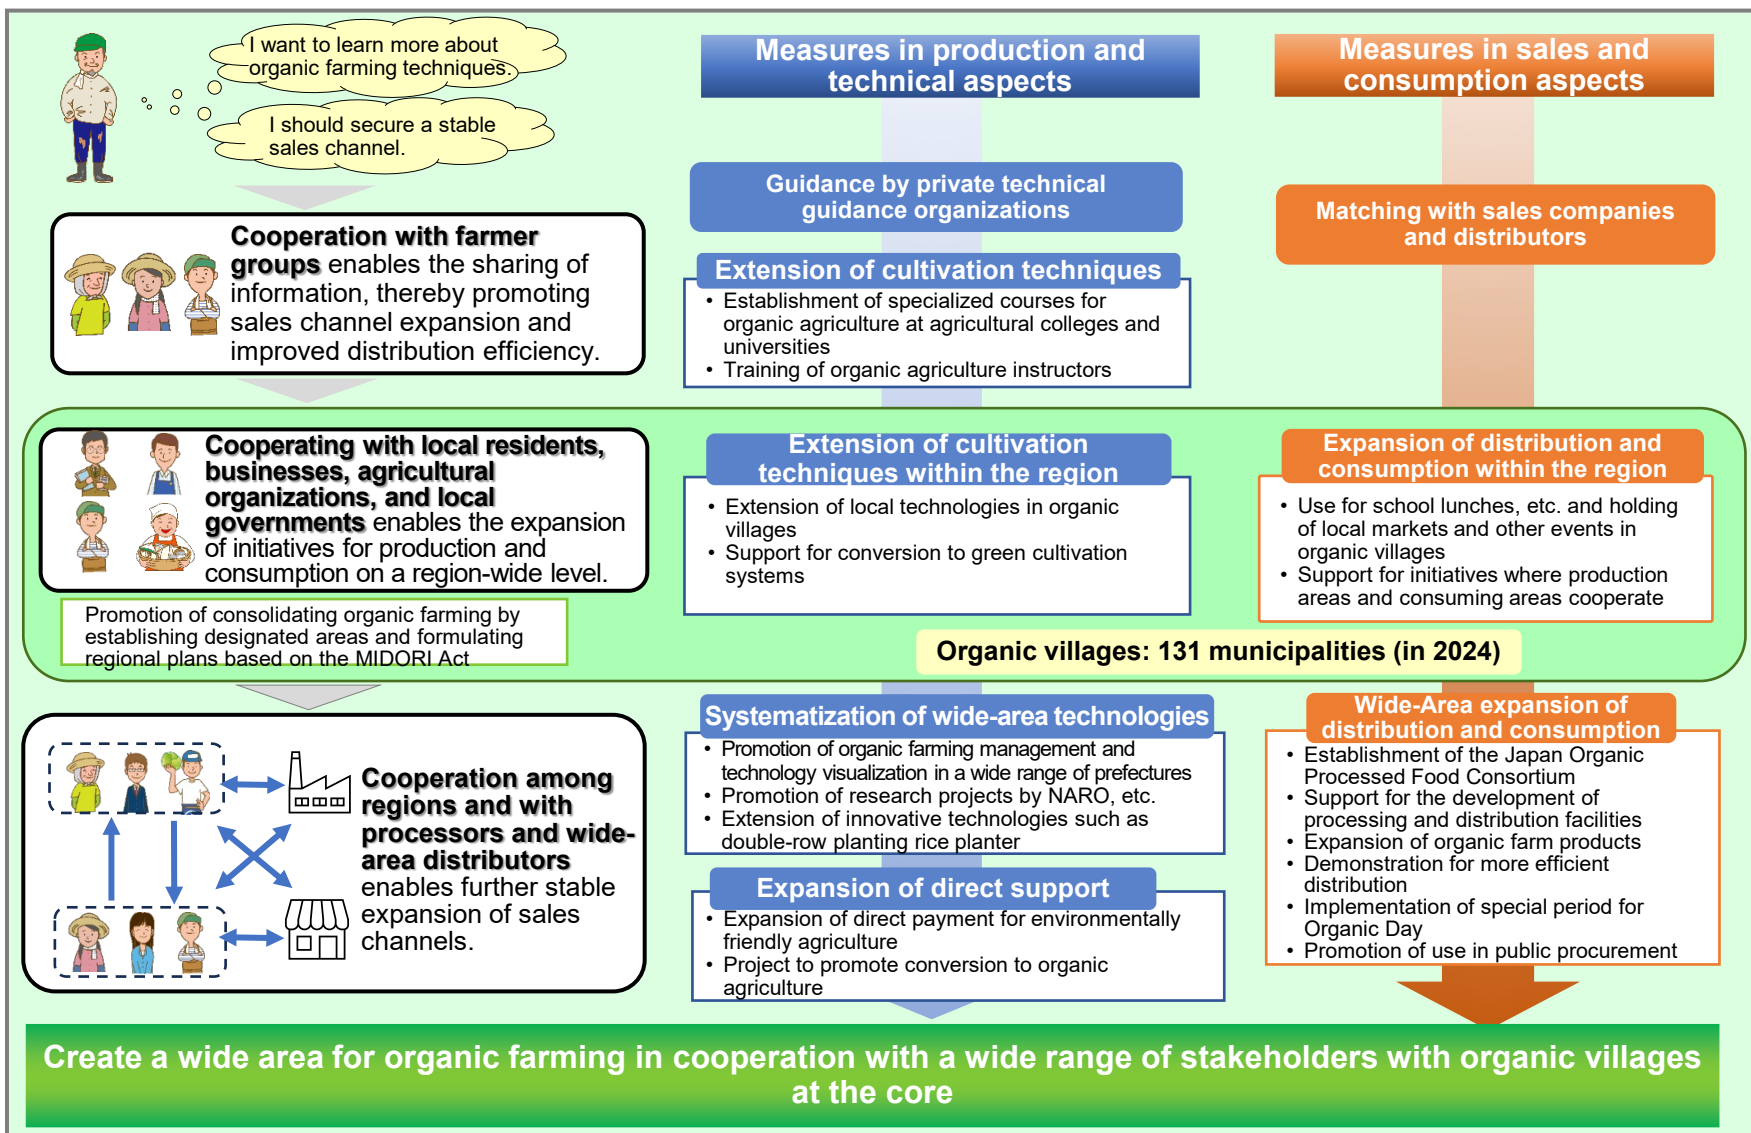 I want to learn more about
organic farming techniques.
I should secure a stable
sales channel.
Cooperation with farmer
groups enables the sharing of
information, thereby promoting
sales channel expansion and
improved distribution efficiency.
Cooperating with local residents,
businesses, agricultural
organizations, and local
governments enables the expansion
of initiatives for production and
consumption on a region-wide level.
Promotion of consolidating organic farming by
establishing designated areas and formulating
regional plans based on the MIDORI Act
Cooperation among
regions and with
processors and wide-
area distributors
enables further stable
expansion of sales
channels.
Measures in production and
technical aspects
Guidance by private technical
guidance organizations
Extension of cultivation techniques
• Establishment of specialized courses for
organic agriculture at agricultural colleges and
universities
• Training of organic agriculture instructors
Extension of cultivation
techniques within the region
• Extension of local technologies in organic
villages
• Support for conversion to green cultivation
systems
Systematization of wide-area technologies
• Promotion of organic farming management and
technology visualization in a wide range of prefectures
• Promotion of research projects by NARO, etc.
• Extension of innovative technologies such as
double-row planting rice planter
Expansion of direct support
• Expansion of direct payment for environmentally
friendly agriculture
• Project to promote conversion to organic
agriculture
Measures in sales and
consumption aspects
Matching with sales companies
and distributors
Expansion of distribution and
consumption within the region
• Use for school lunches, etc. and holding
of local markets and other events in
organic villages
• Support for initiatives where production
areas and consuming areas cooperate
Organic villages: 131 municipalities (in 2024)
Wide-Area expansion of
distribution and consumption
• Establishment of the Japan Organic
Processed Food Consortium
• Support for the development of
processing and distribution facilities
• Expansion of organic farm products
• Demonstration for more efficient
distribution
• Implementation of special period for
Organic Day
• Promotion of use in public procurement
Create a wide area for organic farming in cooperation with a wide range of stakeholders with organic villages
at the core